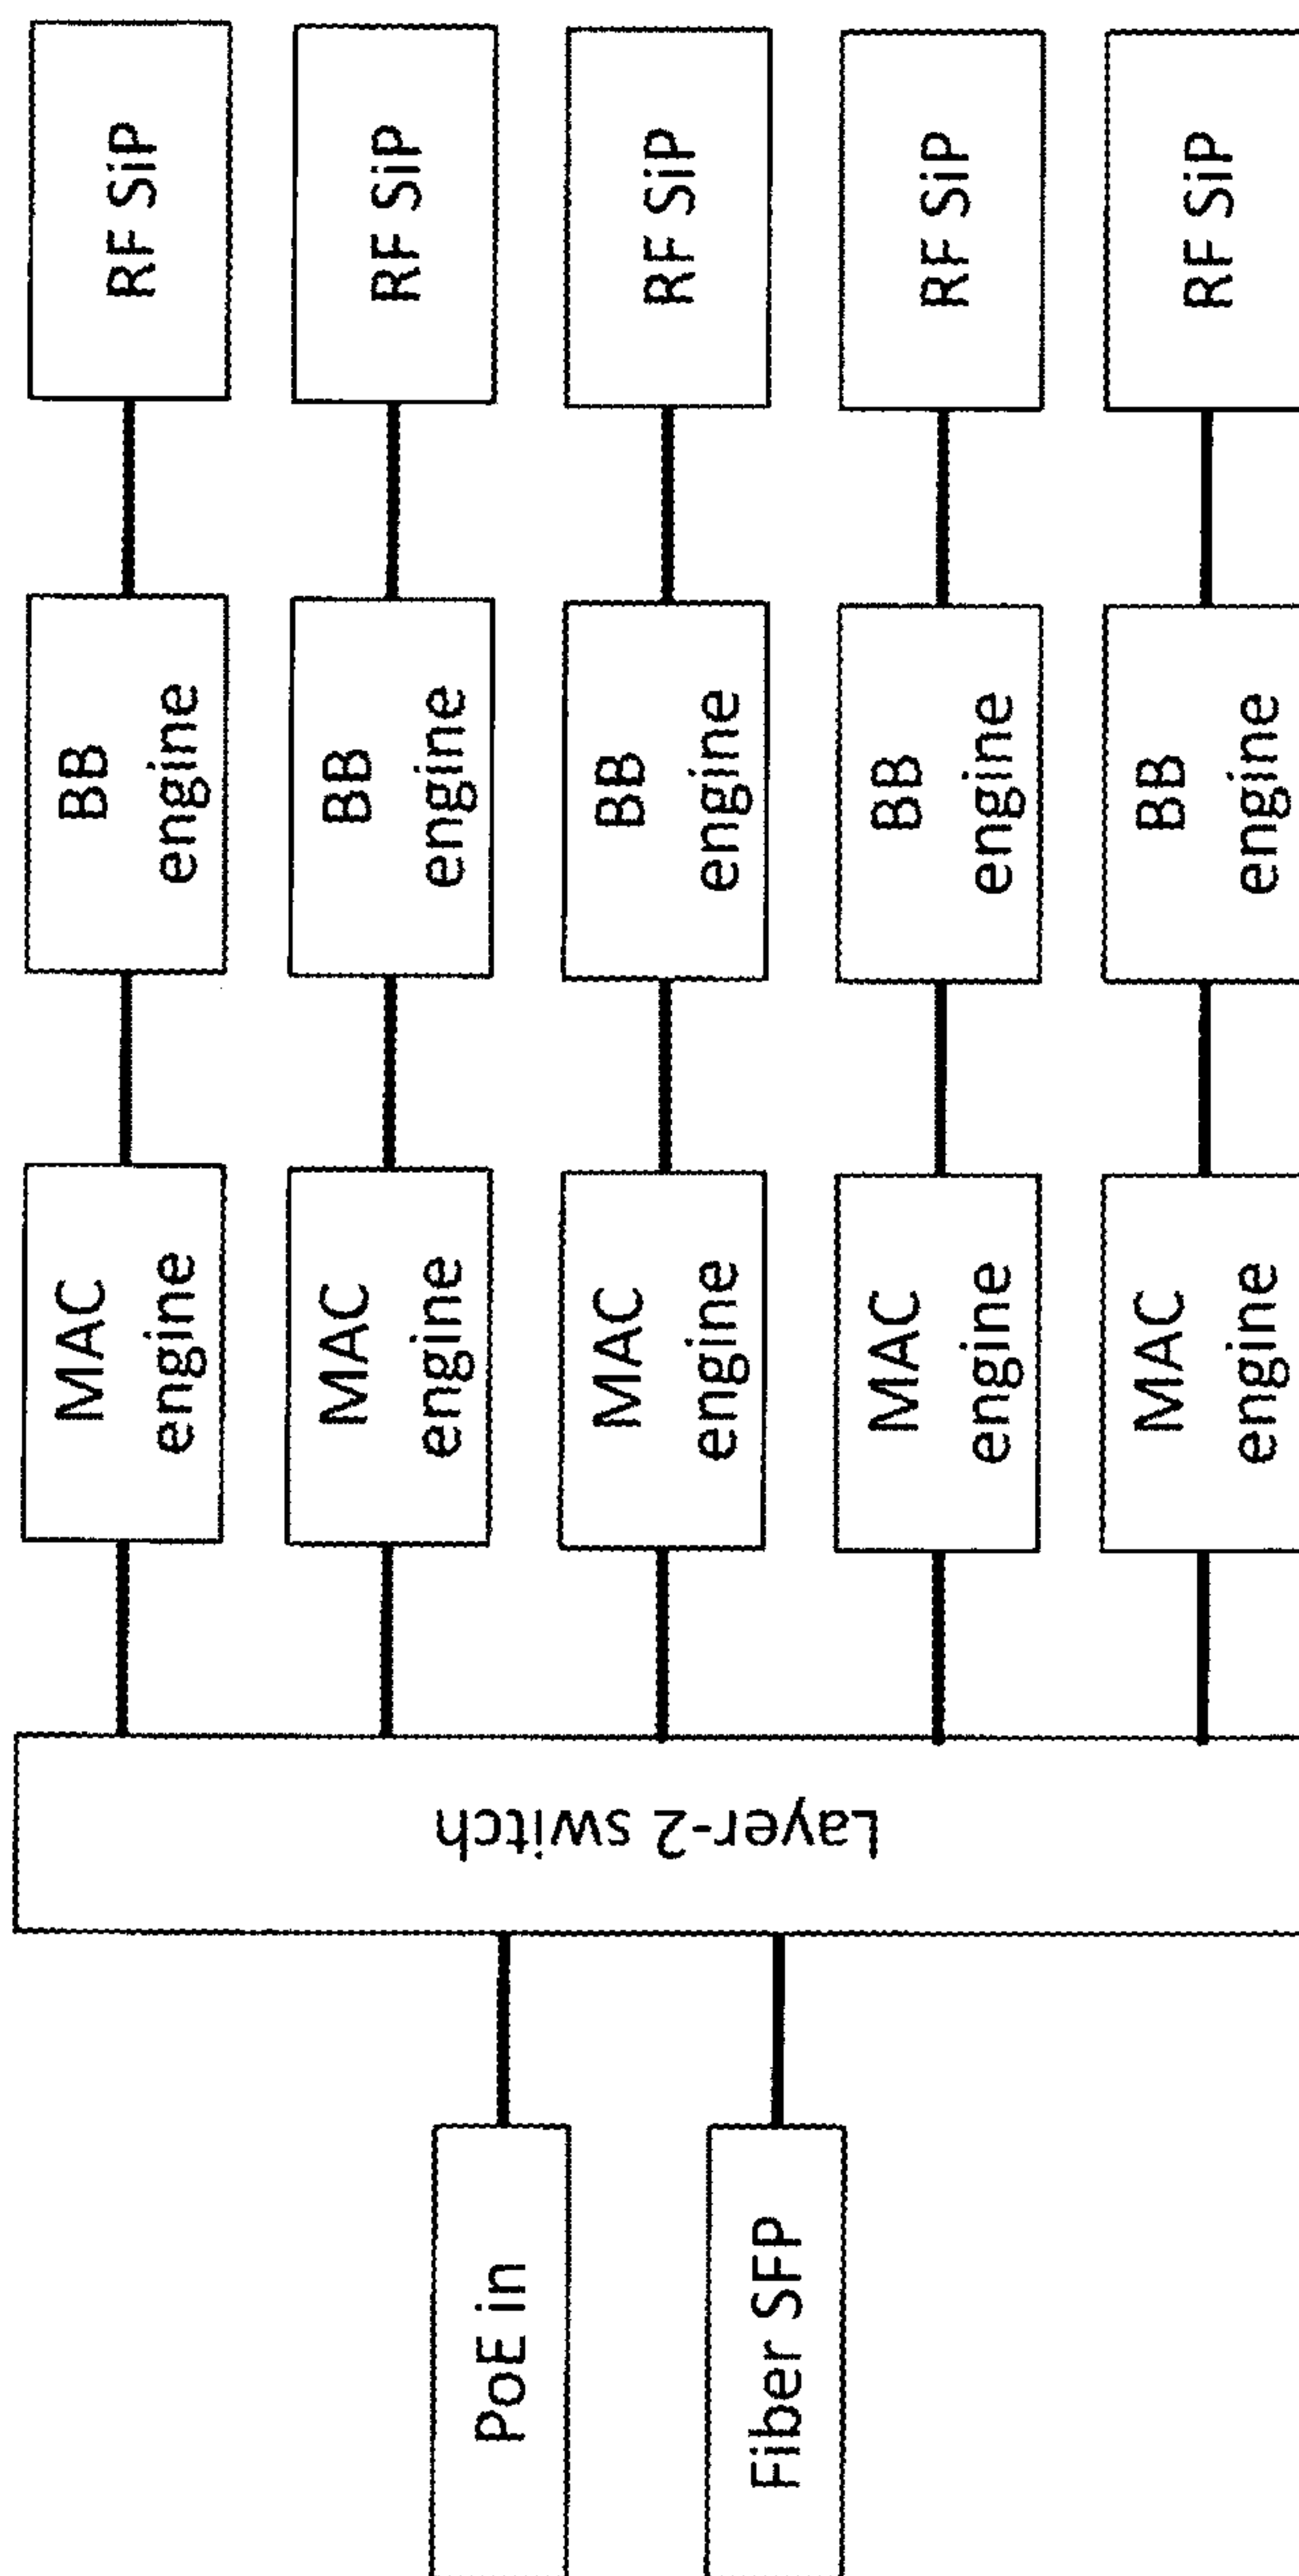 RF SiP
RF SiP
RF SiP
RF SiP
RF SiP
BB
engine
BB
engine
BB
engine
BB
engine
BB
engine
MAC
engine
MAC
engine
MAC
engine
MAC
engine
MAC
engine
Layer-2 switch
PoE in
Fiber SFP